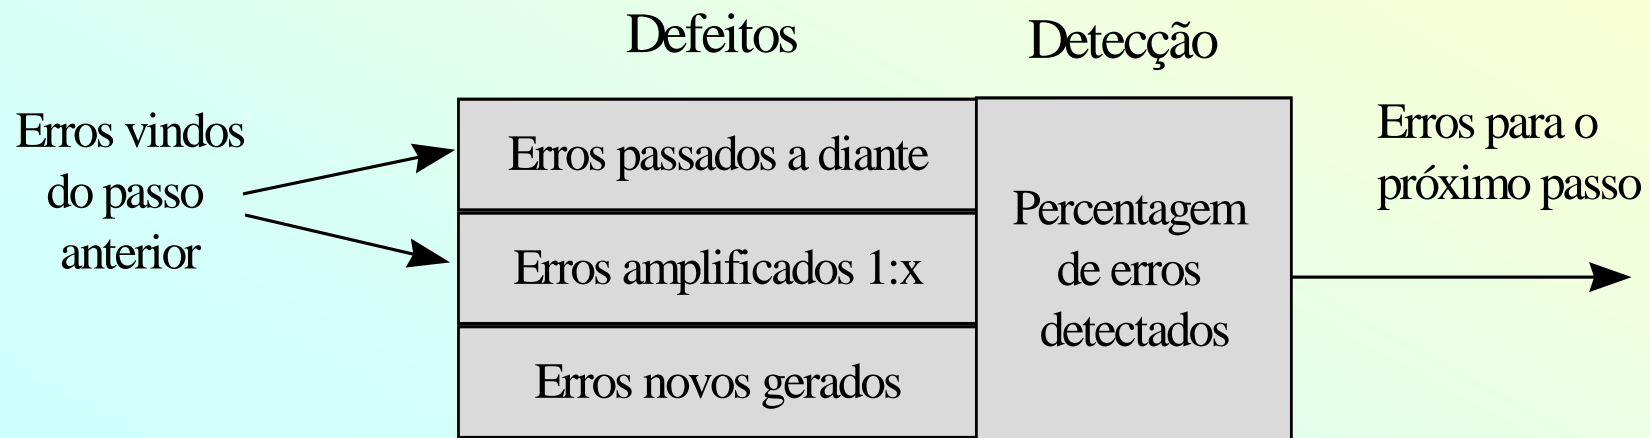 Defeitos
Detecção
Erros vindos
do passo
anterior
Erros passados a diante
Erros amplificados 1:x
Erros novos gerados
Percentagem
de erros
detectados
Erros para o
próximo passo